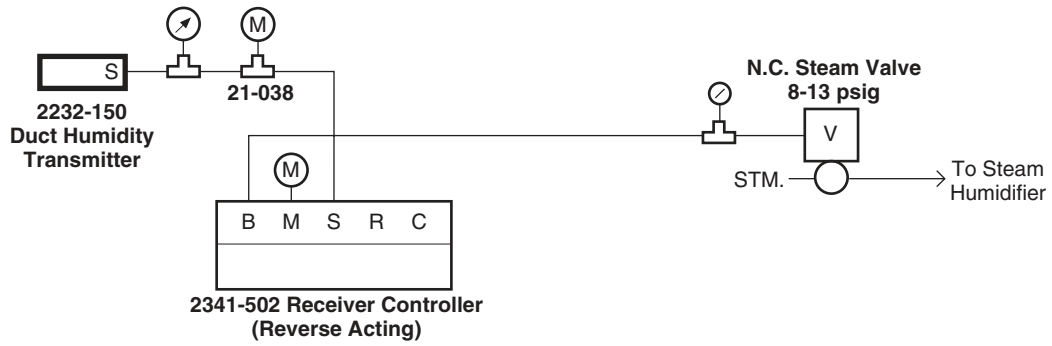 M
S
21-038
2232-150
Duct Humidity
Transmitter
N.C. Steam Valve
8-13 psig
V
STM.
To Steam
Humidifier
M
B M S R C
2341-502 Receiver Controller
(Reverse Acting)